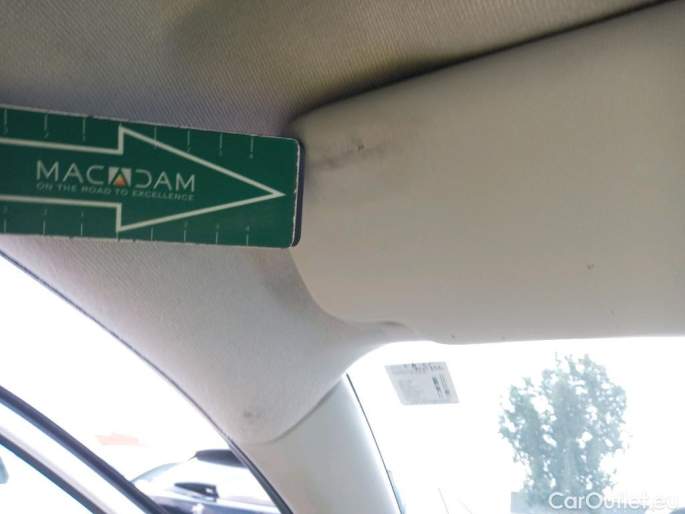 MACADAM
ON THE ROAD TO EXCELLENCE
CarOutlet.eu